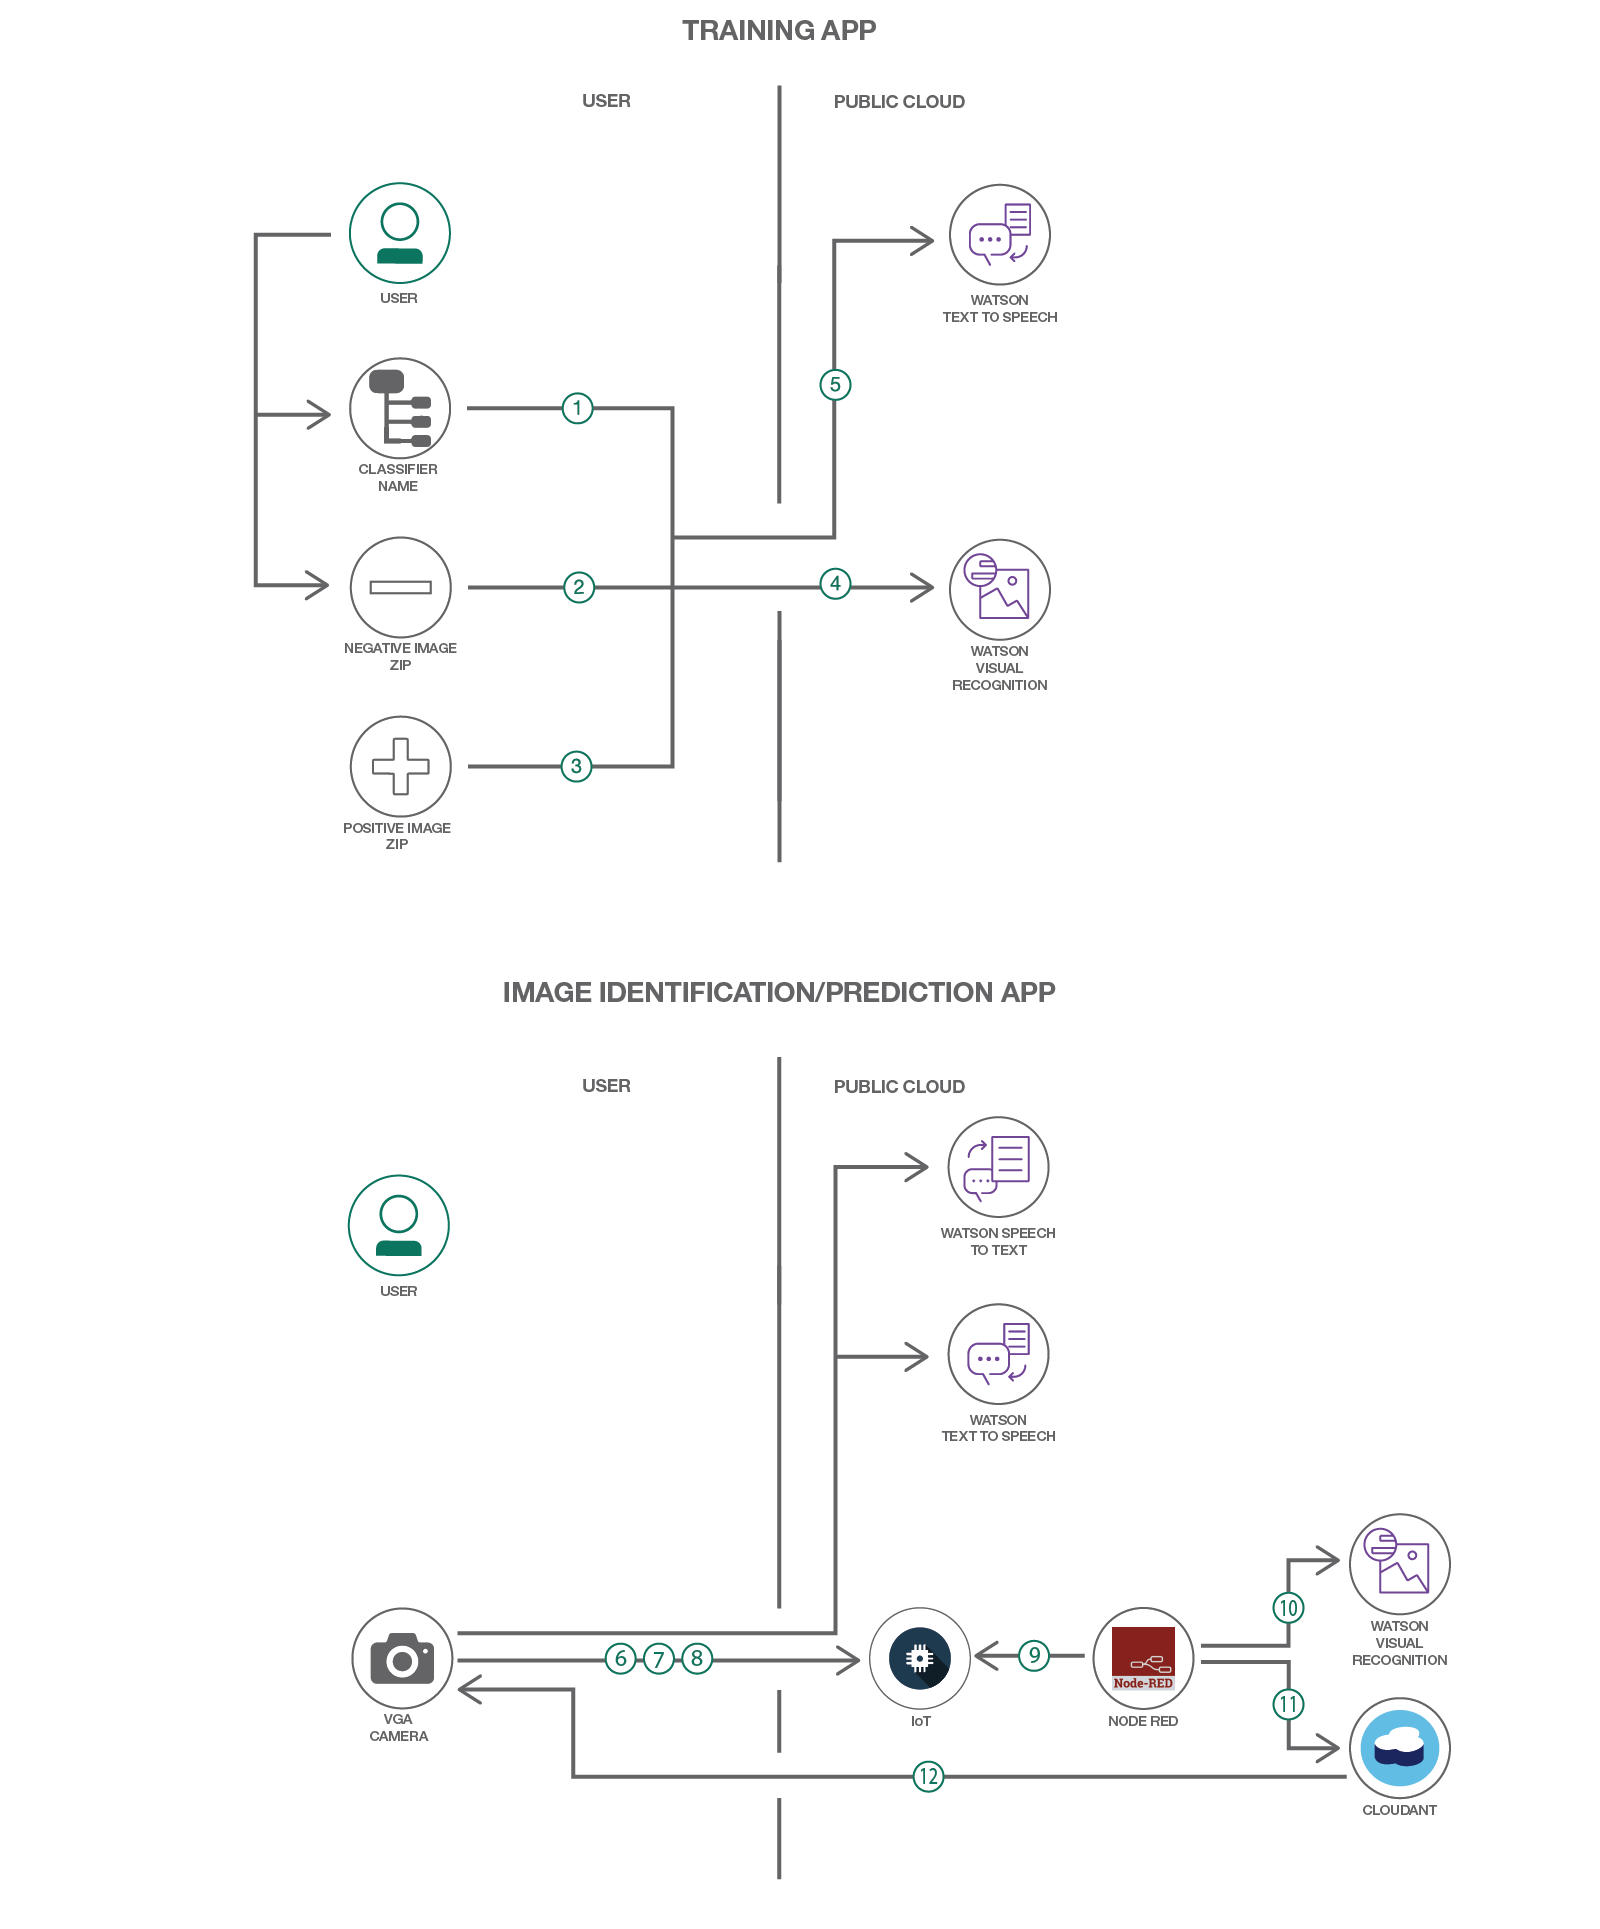 TRAINING APP
USER
PUBLIC CLOUD
USER
WATSON
TEXT TO SPEECH
5
1
CLASSIFIER
NAME
2
4
NEGATIVE IMAGE
ZIP
WATSON
VISUAL
RECOGNITION
3
POSITIVE IMAGE
ZIP
IMAGE IDENTIFICATION/PREDICTION APP
USER
PUBLIC CLOUD
WATSON SPEECH
TO TEXT
USER
WATSON
TEXT TO SPEECH
10
WATSON
VISUAL
RECOGNITION
6 7 8
9
Node-RED
VGA
CAMERA
IoT
NODE RED
11
12
CLOUDANT